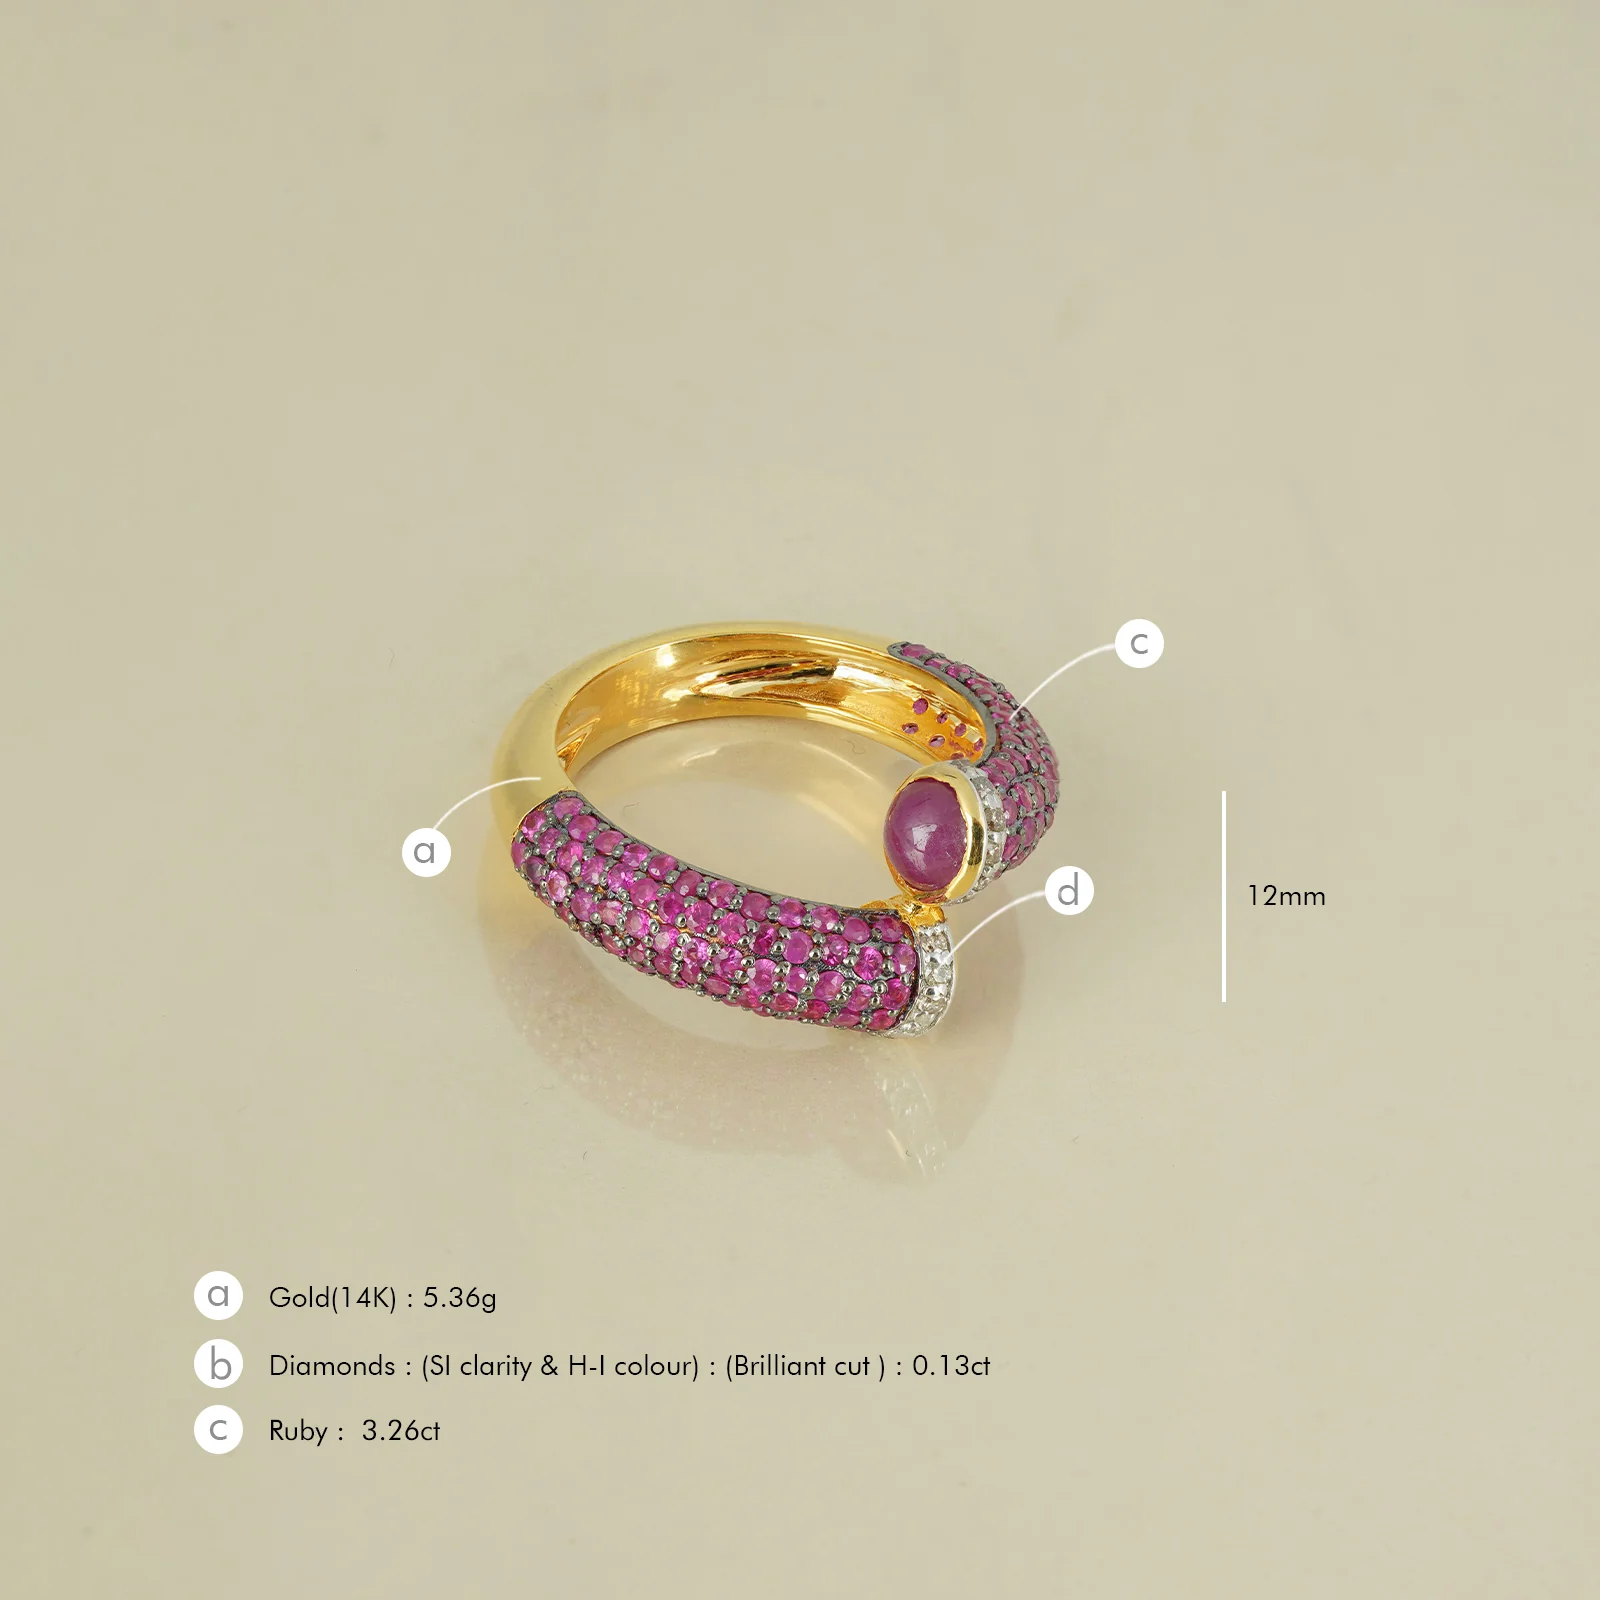 c
a
d
12mm
a Gold(14K) : 5.36g
b Diamonds : (SI clarity & H-I colour) : (Brilliant cut ) : 0.13ct
c Ruby : 3.26ct